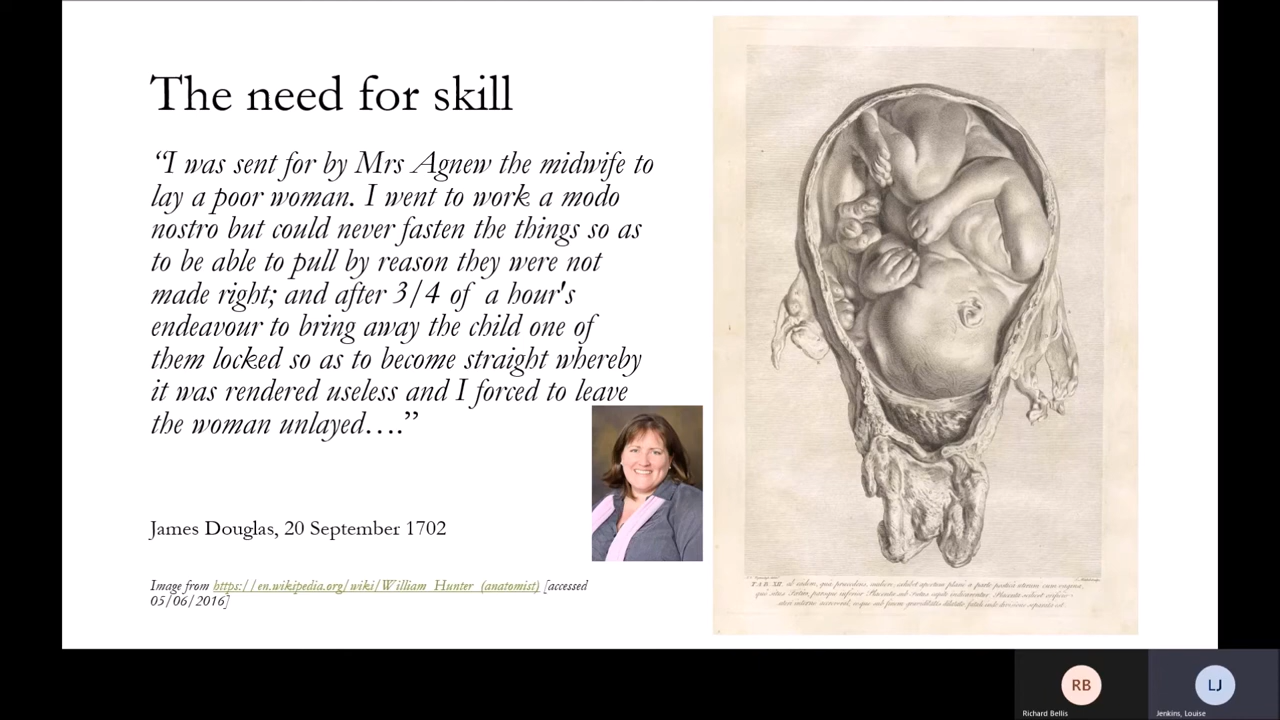 The need for skill
“I was sent for by Mrs Agnew the midwife to
lay a poor woman. I went to work a modo
nostro but could never fasten the things so as
to be able to pull by reason they were not
made right; and after 3/4 of a hour's
endeavour to bring away the child one of
them locked so as to become straight whereby
it was rendered useless and I forced to leave
the woman unlayed….”
James Douglas, 20 September 1702
Image from https://en.wikipedia.org/wiki/William_Hunter_(anatomist) [accessed
05/06/2016]
TAB. XII
RB
Richard Bellis
LJ
Jenkins, Louise